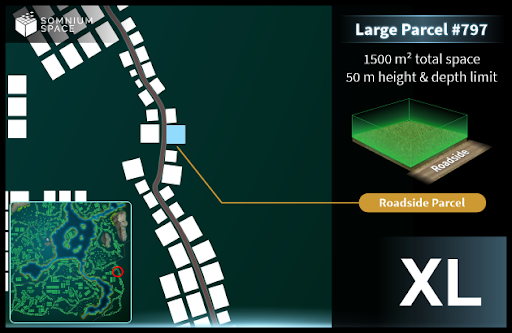 SOMNIUM
SPACE
Large Parcel #797
1500 m² total space
50 m height & depth limit
Roadside
Roadside Parcel
XL